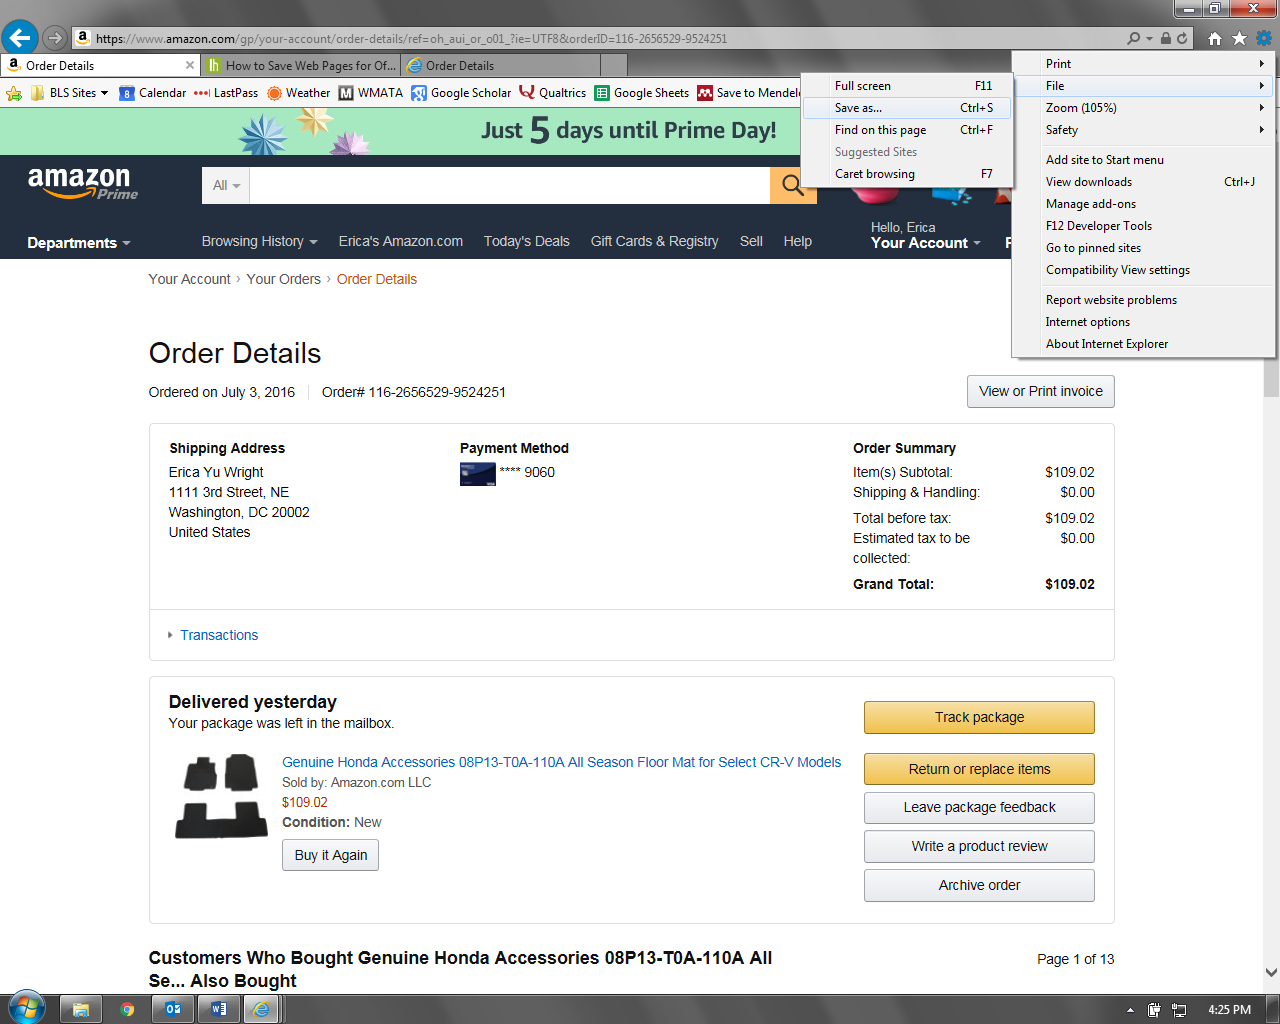 https://www.amazon.com/gp/your-account/order-details/ref=oh_aui_or_o01_?ie=UTF8&orderID=116-2656529-9524251
Order Details
How to Save Web Pages for Of...
Order Details
BLS Sites
Calendar
LastPass
Weather
WMATA
Google Scholar
Qualtrics
Google Sheets
Save to Mendele
Print
File
Zoom (105%)
Safety
Add site to Start menu
View downloads Ctrl+J
Manage add-ons
F12 Developer Tools
Go to pinned sites
Compatibility View settings
Report website problems
Internet options
About Internet Explorer
Full screen F11
Save as... Ctrl+S
Find on this page Ctrl+F
Suggested Sites
Caret browsing F7
Just 5 days until Prime Day!
amazon
Prime
All
Departments
Browsing History
Erica's Amazon.com
Today's Deals
Gift Cards & Registry
Sell
Help
Hello, Erica
Your Account
Your Account › Your Orders › Order Details
Order Details
Ordered on July 3, 2016
Order# 116-2656529-9524251
View or Print invoice
Shipping Address
Erica Yu Wright
1111 3rd Street, NE
Washington, DC 20002
United States
Payment Method
**** 9060
Order Summary
Item(s) Subtotal: $109.02
Shipping & Handling: $0.00
Total before tax: $109.02
Estimated tax to be $0.00
collected:
Grand Total: $109.02
Transactions
Delivered yesterday
Your package was left in the mailbox.
Genuine Honda Accessories 08P13-T0A-110A All Season Floor Mat for Select CR-V Models
Sold by: Amazon.com LLC
$109.02
Condition: New
Buy it Again
Track package
Return or replace items
Leave package feedback
Write a product review
Archive order
Customers Who Bought Genuine Honda Accessories 08P13-T0A-110A All
Se... Also Bought
Page 1 of 13
4:25 PM